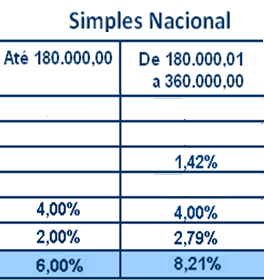 Simples Nacional
Até 180.000,00 De 180.000,01
a 360.000,00
1,42%
4,00% 4,00%
2,00% 2,79%
6,00% 8,21%